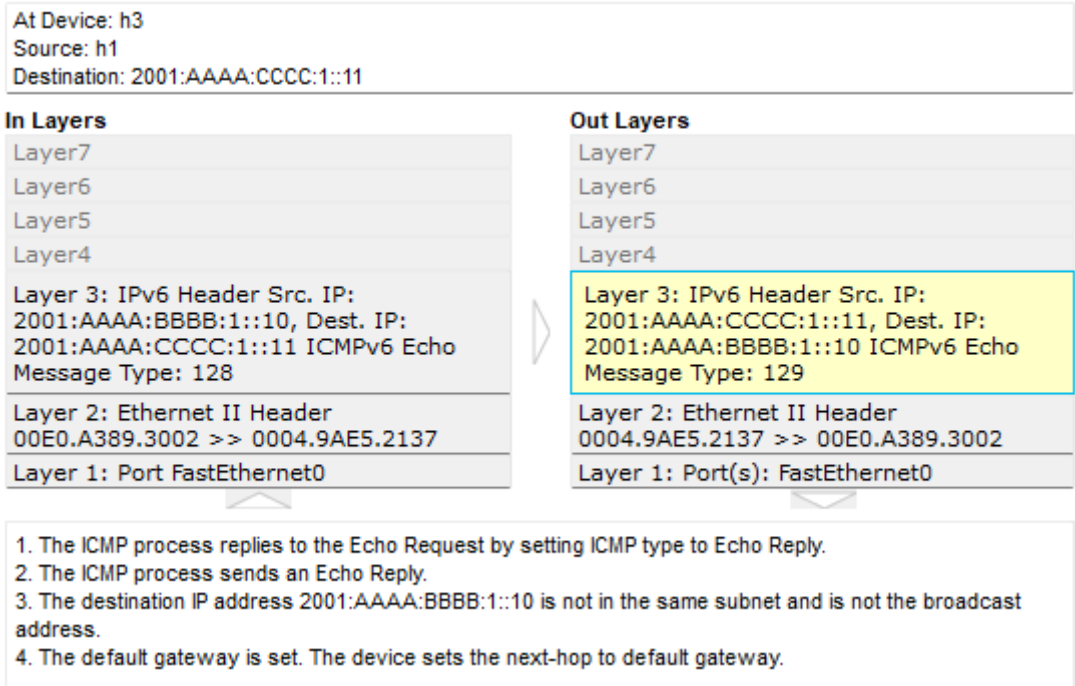 At Device: h3
Source: h1
Destination: 2001:AAAA:CCCC:1::11
In Layers
Layer7
Layer6
Layer5
Layer4
Layer 3: IPv6 Header Src. IP:
2001:AAAA:BBBB:1::10, Dest. IP:
2001:AAAA:CCCC:1::11 ICMPv6 Echo
Message Type: 128
Layer 2: Ethernet II Header
00E0.A389.3002 >> 0004.9AE5.2137
Layer 1: Port FastEthernet0
Out Layers
Layer7
Layer6
Layer5
Layer4
Layer 3: IPv6 Header Src. IP:
2001:AAAA:CCCC:1::11, Dest. IP:
2001:AAAA:BBBB:1::10 ICMPv6 Echo
Message Type: 129
Layer 2: Ethernet II Header
0004.9AE5.2137 >> 00E0.A389.3002
Layer 1: Port(s): FastEthernet0
1. The ICMP process replies to the Echo Request by setting ICMP type to Echo Reply.
2. The ICMP process sends an Echo Reply.
3. The destination IP address 2001:AAAA:BBBB:1::10 is not in the same subnet and is not the broadcast
address.
4. The default gateway is set. The device sets the next-hop to default gateway.